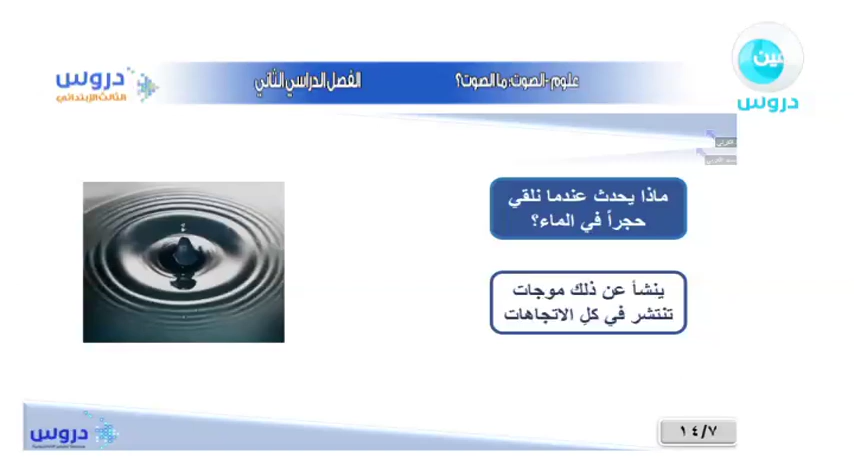 عين
دروس
علوم - الصوت: ما الصوت؟
الفصل الدراسي الثاني
دروس
الثالث الابتدائي
ماذا يحدث عندما نلقي
حجراً في الماء؟
ينشأ عن ذلك موجات
تنتشر في كلِ الاتجاهات
دروس
١٤/٧